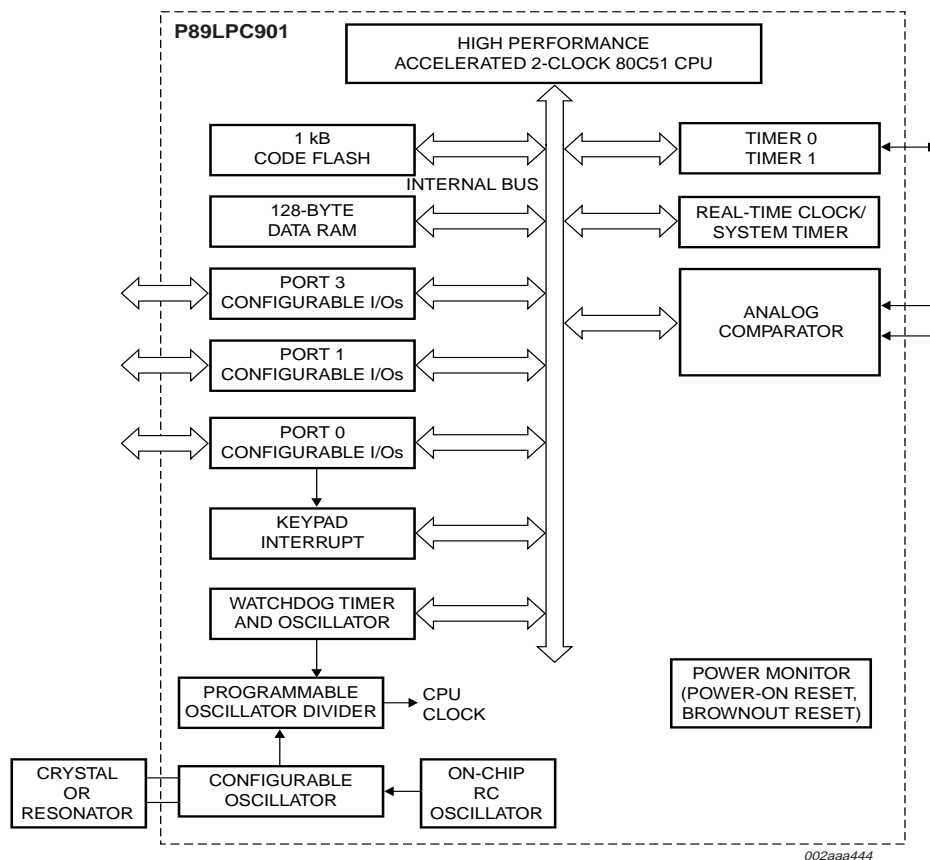 P89LPC901
HIGH PERFORMANCE
ACCELERATED 2-CLOCK 80C51 CPU
1 kB
CODE FLASH
TIMER 0
TIMER 1
INTERNAL BUS
128-BYTE
DATA RAM
REAL-TIME CLOCK/
SYSTEM TIMER
PORT 3
CONFIGURABLE I/Os
ANALOG
COMPARATOR
PORT 1
CONFIGURABLE I/Os
PORT 0
CONFIGURABLE I/Os
KEYPAD
INTERRUPT
WATCHDOG TIMER
AND OSCILLATOR
PROGRAMMABLE
OSCILLATOR DIVIDER
CPU
CLOCK
POWER MONITOR
(POWER-ON RESET,
BROWNOUT RESET)
CRYSTAL
OR
RESONATOR
CONFIGURABLE
OSCILLATOR
ON-CHIP
RC
OSCILLATOR
002aaa444